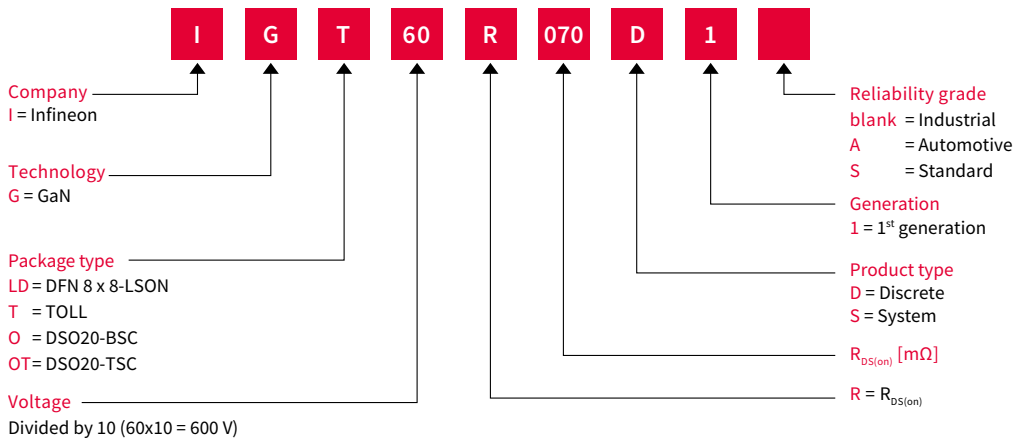 I G T 60 R 070 D 1
Company
I = Infineon
Technology
G = GaN
Package type
LD = DFN 8 x 8-LSON
T = TOLL
O = DSO20-BSC
OT = DSO20-TSC
Voltage
Divided by 10 (60x10 = 600 V)
Reliability grade
blank = Industrial
A = Automotive
S = Standard
Generation
1 = 1st generation
Product type
D = Discrete
S = System
RDS(on) [mΩ]
R = RDS(on)